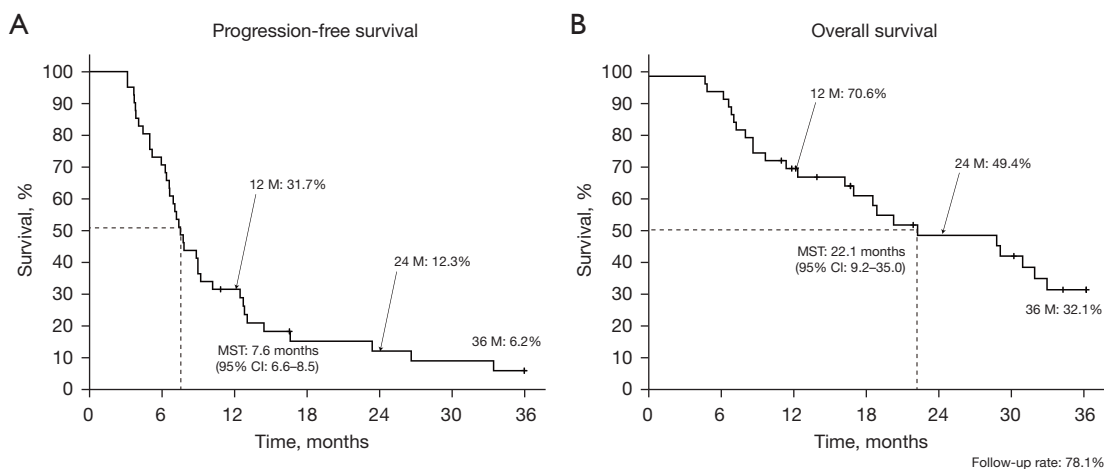 A
Progression-free survival
Survival, %
100
90
80
70
60
50
40
30
20
10
0
12 M: 31.7%
24 M: 12.3%
36 M: 6.2%
MST: 7.6 months
(95% CI: 6.6–8.5)
0 6 12 18 24 30 36
Time, months
B
Overall survival
Survival, %
100
90
80
70
60
50
40
30
20
10
0
12 M: 70.6%
24 M: 49.4%
MST: 22.1 months
(95% CI: 9.2–35.0)
36 M: 32.1%
0 6 12 18 24 30 36
Time, months
Follow-up rate: 78.1%